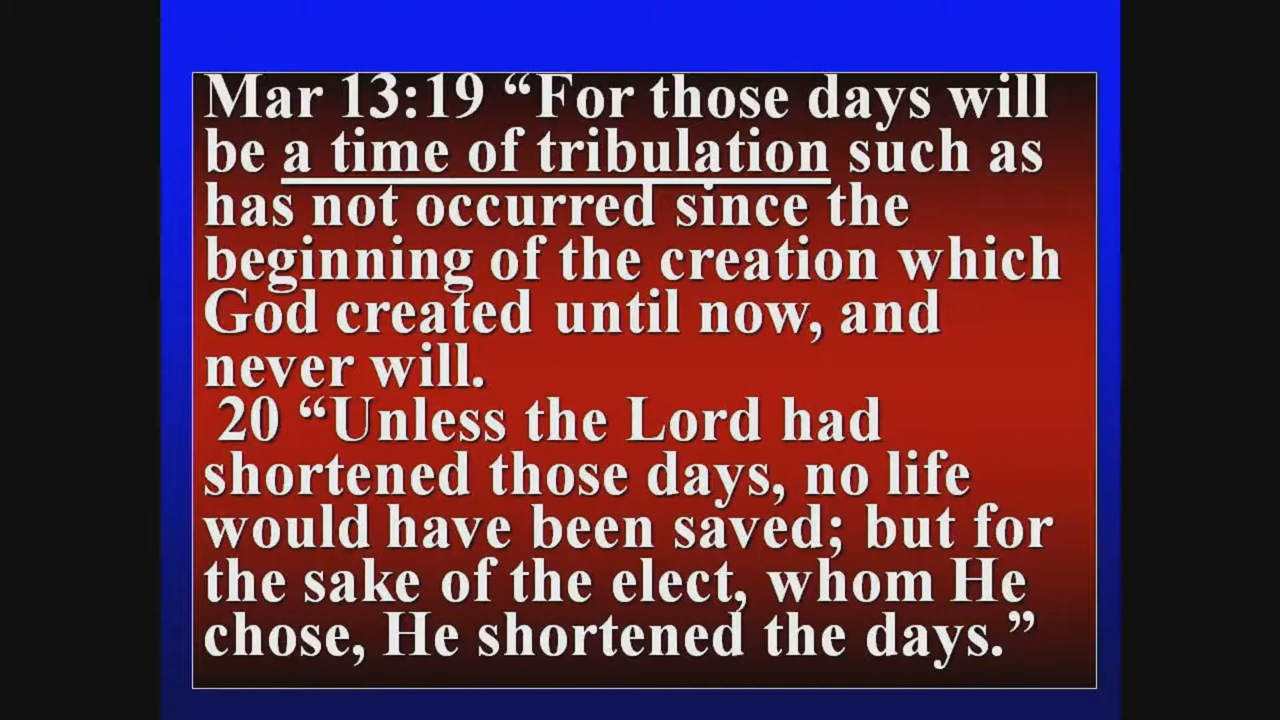 Mar 13:19 “For those days will
be a time of tribulation such as
has not occurred since the
beginning of the creation which
God created until now, and
never will.
20 “Unless the Lord had
shortened those days, no life
would have been saved; but for
the sake of the elect, whom He
chose, He shortened the days.”